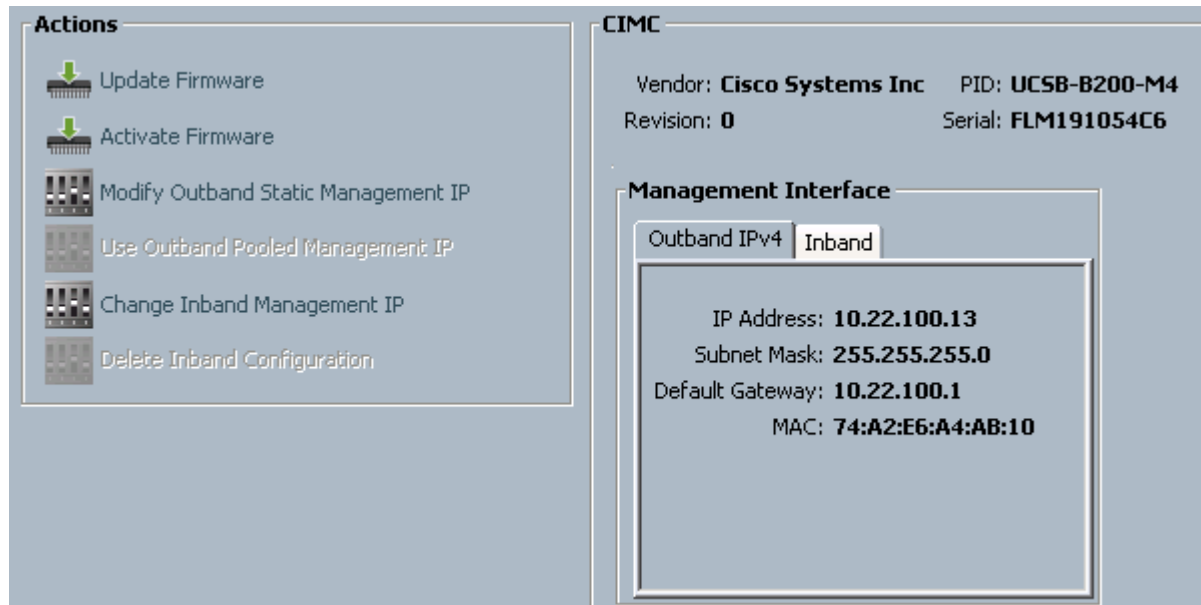 Actions
Update Firmware
Activate Firmware
Modify Outband Static Management IP
Use Outband Pooled Management IP
Change Inband Management IP
Delete Inband Configuration
CIMC
Vendor: Cisco Systems Inc PID: UCSB-B200-M4
Revision: 0 Serial: FLM191054C6
Management Interface
Outband IPv4 Inband
IP Address: 10.22.100.13
Subnet Mask: 255.255.255.0
Default Gateway: 10.22.100.1
MAC: 74:A2:E6:A4:AB:10